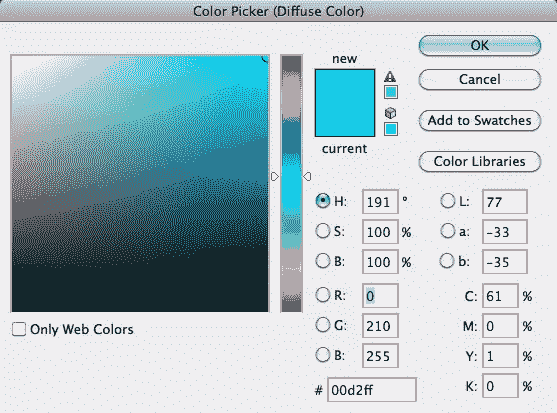 Color Picker (Diffuse Color)
new
current
OK
Cancel
Add to Swatches
Color Libraries
H: 191 °
S: 100 %
B: 100 %
R: 0
G: 210
B: 255
# 00d2ff
L: 77
a: -33
b: -35
C: 61 %
M: 0 %
Y: 1 %
K: 0 %
Only Web Colors